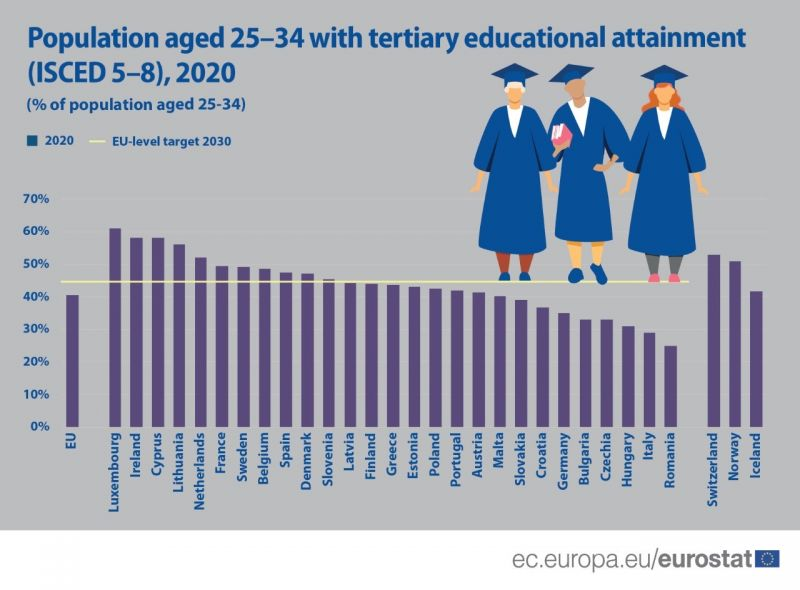 Population aged 25–34 with tertiary educational attainment
(ISCED 5–8), 2020
(% of population aged 25-34)
2020
EU-level target 2030
70%
60%
50%
40%
30%
20%
10%
0%
EU
Luxembourg
Ireland
Cyprus
Lithuania
Netherlands
France
Sweden
Belgium
Spain
Denmark
Slovenia
Latvia
Finland
Greece
Estonia
Poland
Portugal
Austria
Malta
Slovakia
Croatia
Germany
Bulgaria
Czechia
Hungary
Italy
Romania
Switzerland
Norway
Iceland
ec.europa.eu/eurostat